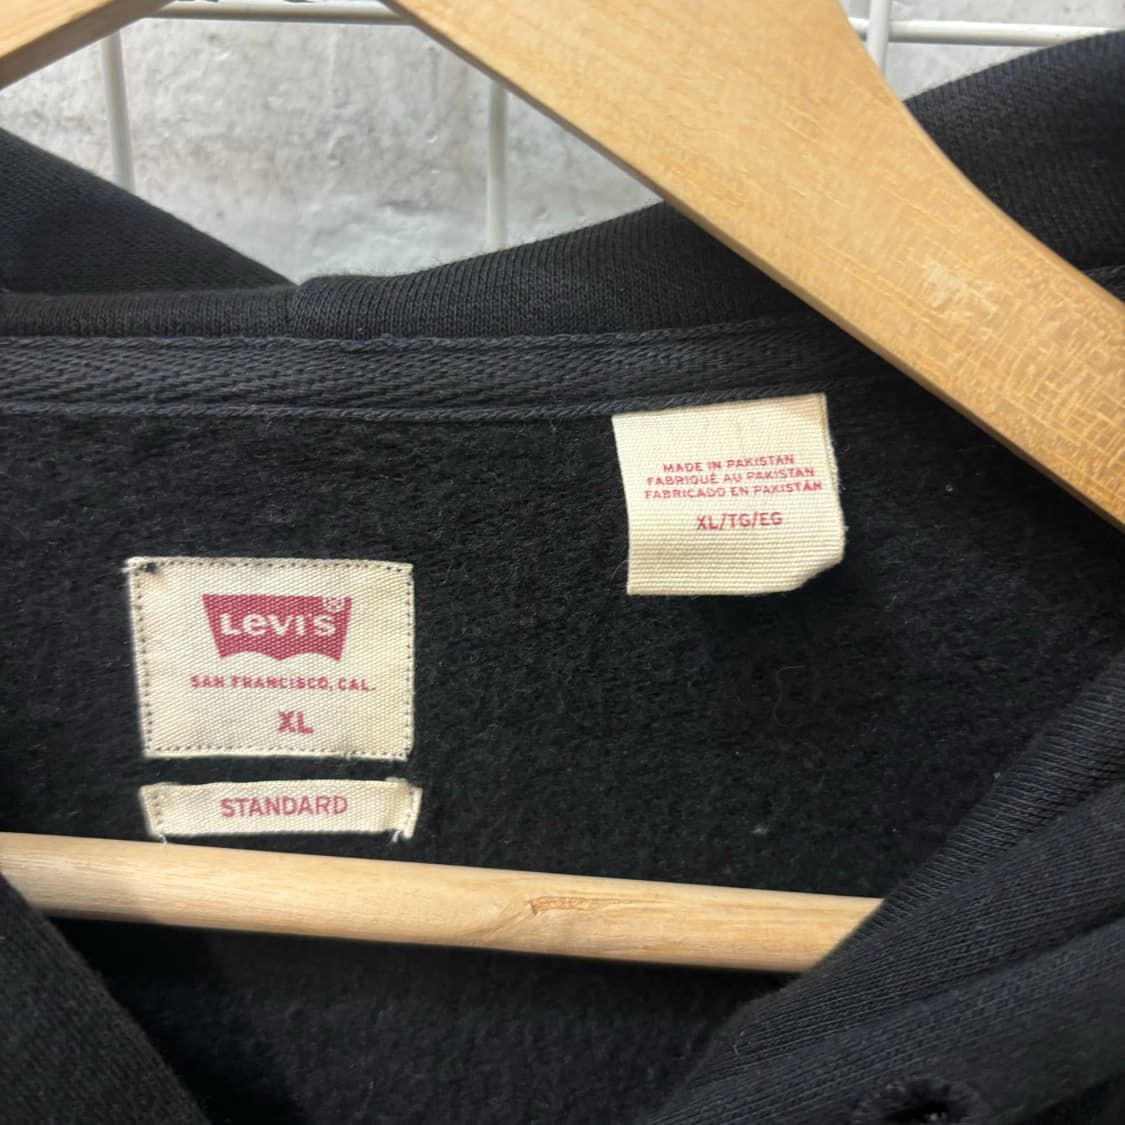 MADE IN PAKISTAN
FABRIQUÉ AU PAKISTAN
FABRICADO EN PAKISTÁN
XL/TG/EG
Levi's®
SAN FRANCISCO, CAL.
XL
STANDARD